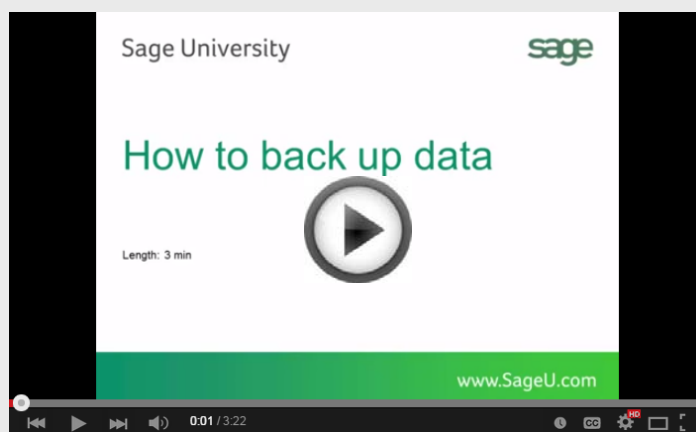 Sage University
sage
How to back up data
Length: 3 min
www.SageU.com
0:01 / 3:22
CC
HD